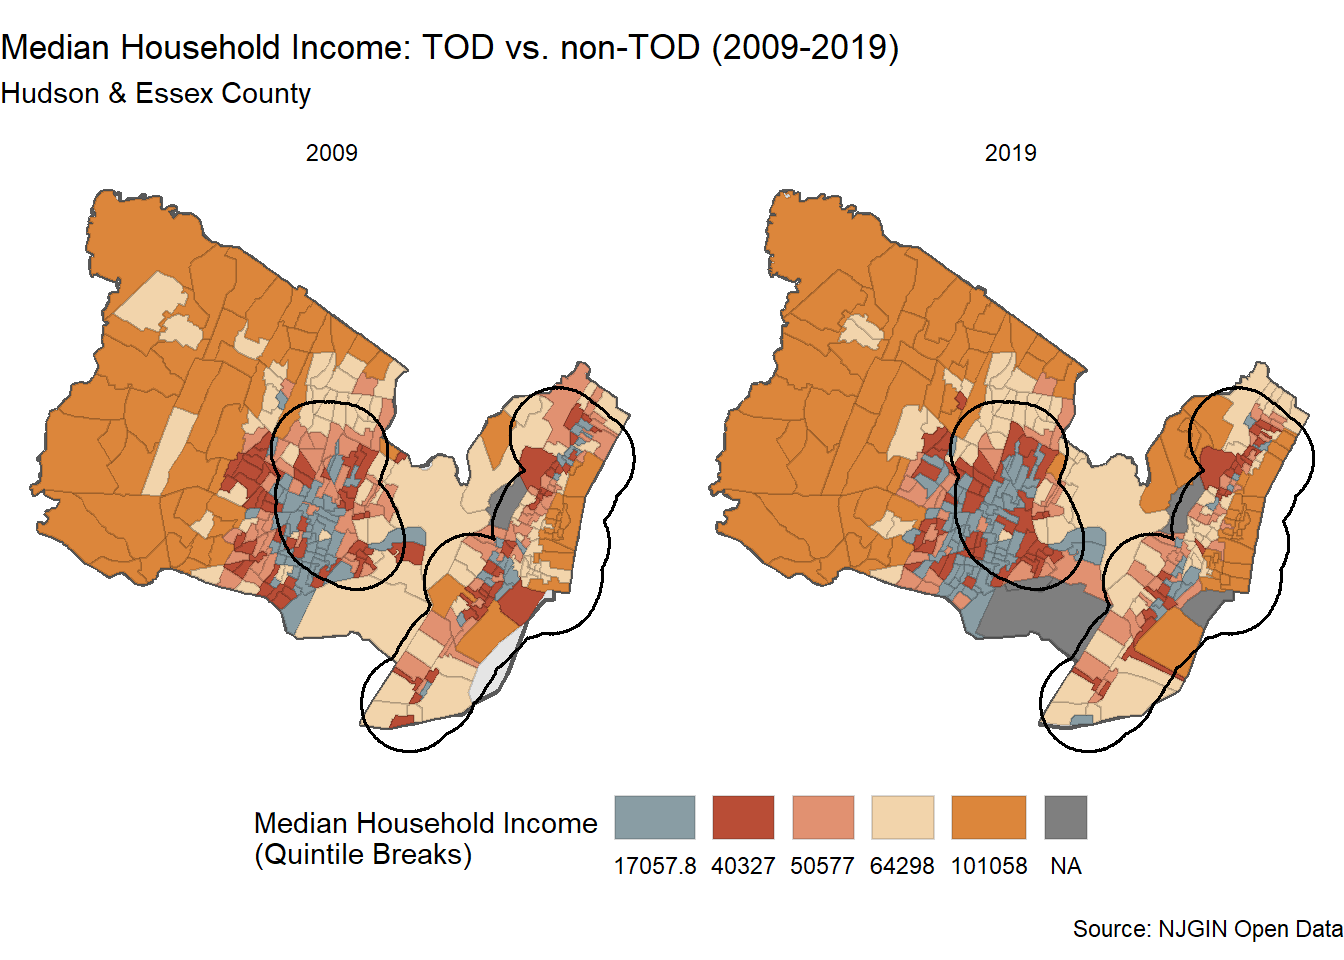 Median Household Income: TOD vs. non-TOD (2009-2019)
Hudson & Essex County
2009
2019
Median Household Income
(Quintile Breaks)
17057.8
40327
50577
64298
101058
NA
Source: NJGIN Open Data